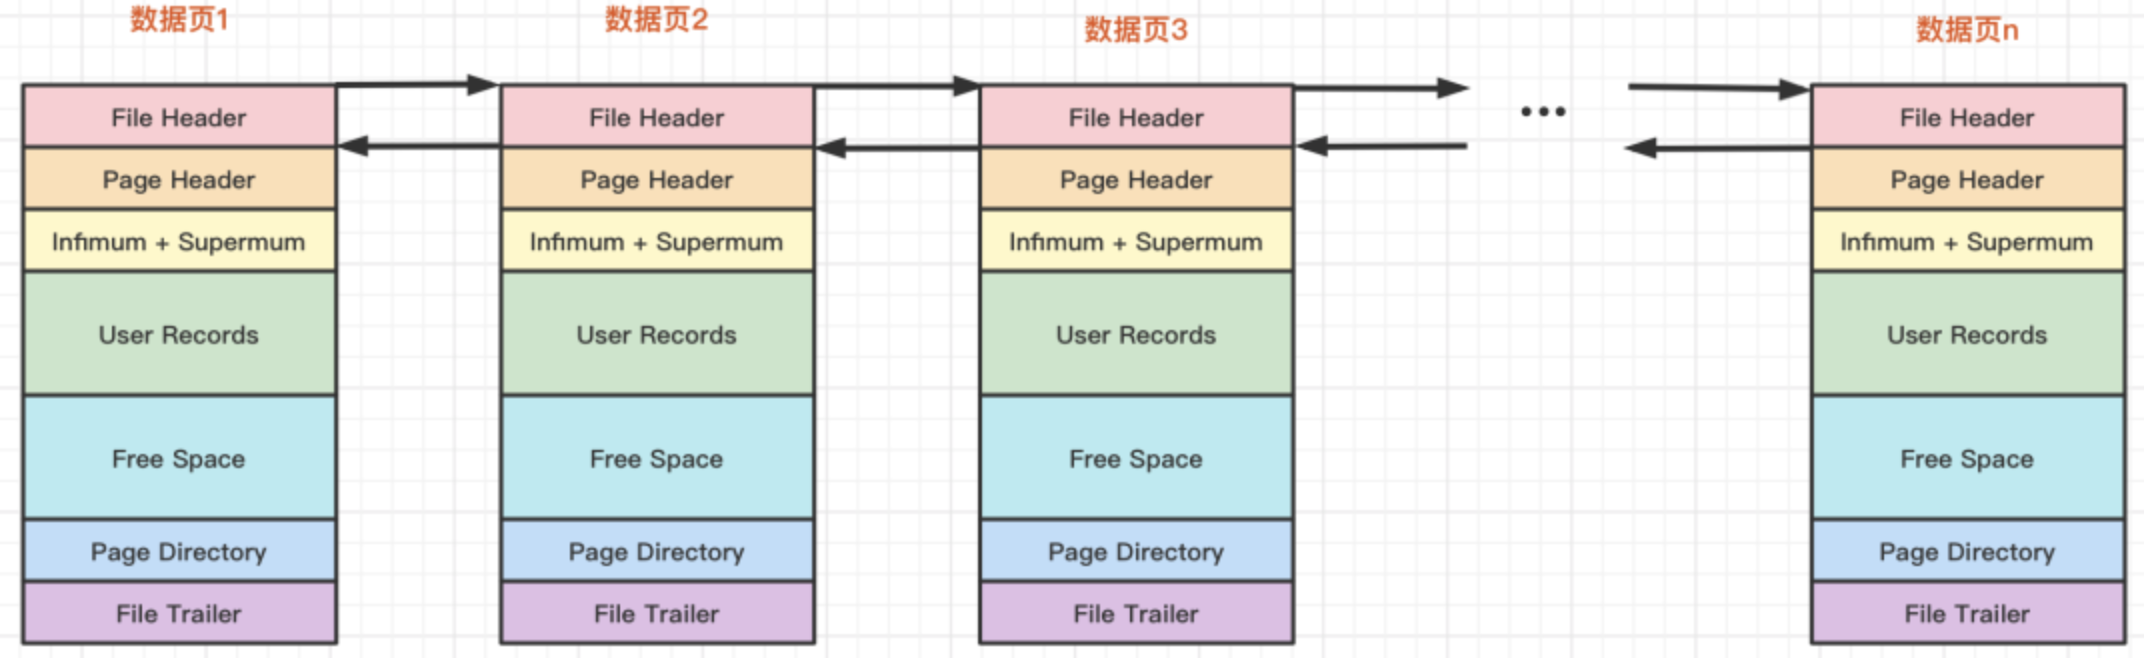 数据页1
File Header
Page Header
Infimum + Supermum
User Records
Free Space
Page Directory
File Trailer
数据页2
File Header
Page Header
Infimum + Supermum
User Records
Free Space
Page Directory
File Trailer
数据页3
File Header
Page Header
Infimum + Supermum
User Records
Free Space
Page Directory
File Trailer
...
数据页n
File Header
Page Header
Infimum + Supermum
User Records
Free Space
Page Directory
File Trailer